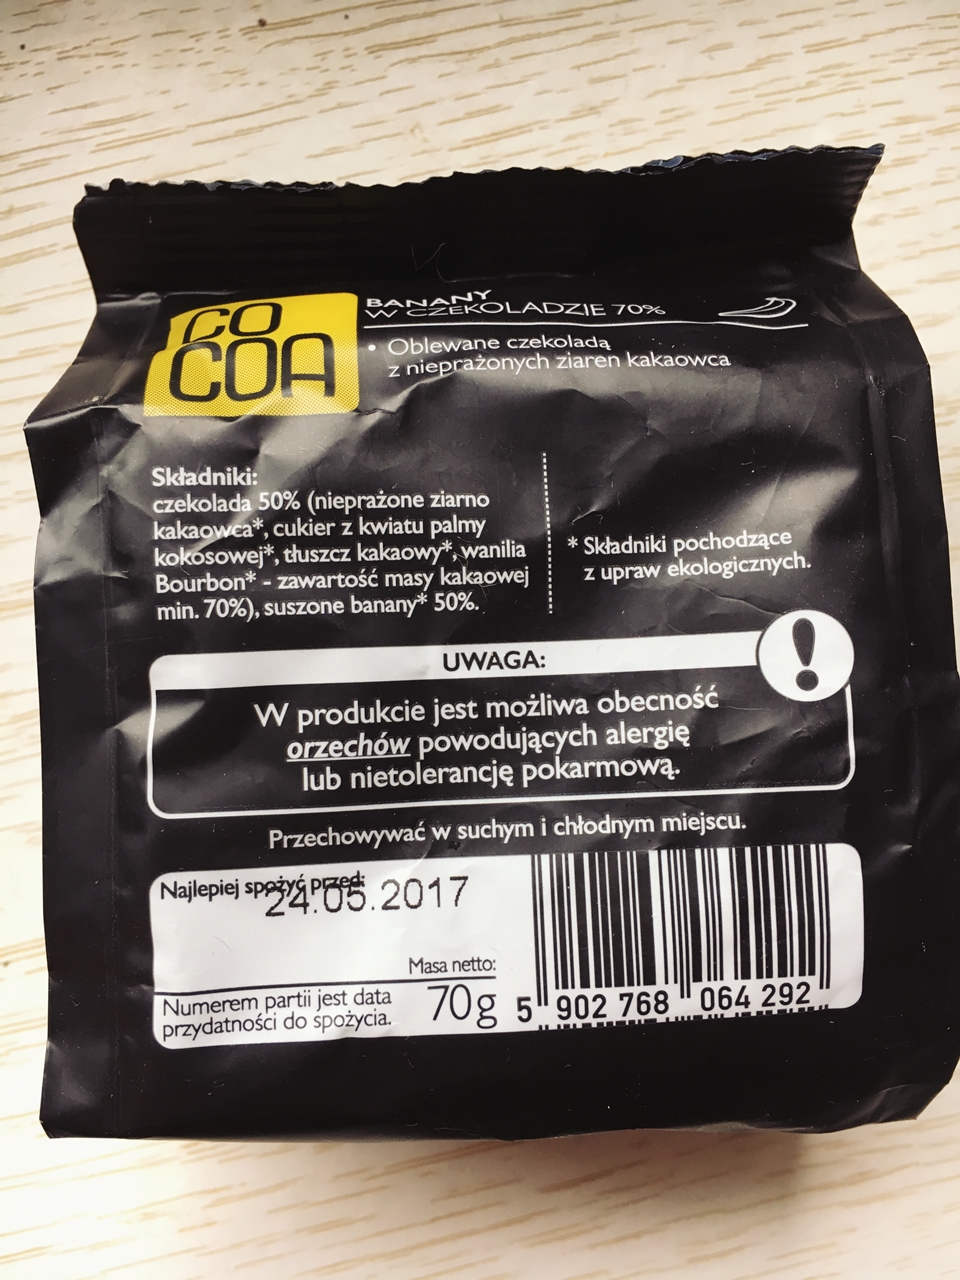 CO
COA
BANANY
W CZEKOLADZIE 70%
• Oblewane czekoladą
z nieprażonych ziaren kakaowca
Składniki:
czekolada 50% (nieprażone ziarno
kakaowca*, cukier z kwiatu palmy
kokosowej*, tłuszcz kakaowy*, wanilia
Bourbon* - zawartość masy kakaowej
min. 70%), suszone banany* 50%.
* Składniki pochodzące
z upraw ekologicznych.
UWAGA:
W produkcie jest możliwa obecność
orzechów powodujących alergię
lub nietolerancję pokarmową.
Przechowywać w suchym i chłodnym miejscu.
Najlepiej spożyć przed:
24.05.2017
Masa netto:
70g
Numerem partii jest data
przydatności do spożycia.
5 902768 064292